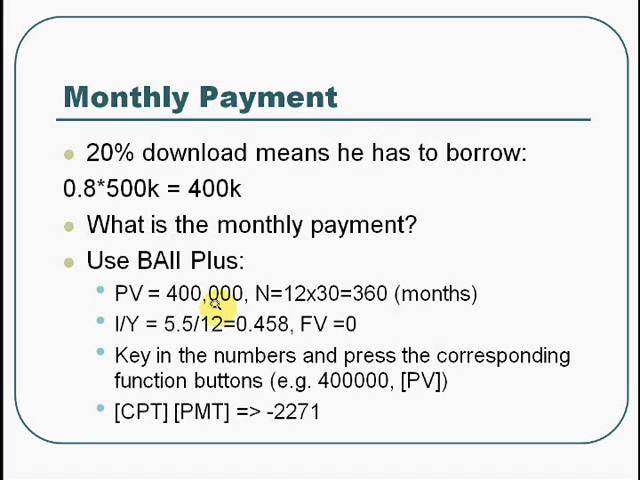 Monthly Payment
20% download means he has to borrow:
0.8*500k = 400k
What is the monthly payment?
Use BAII Plus:
PV = 400,000, N=12x30=360 (months)
I/Y = 5.5/12=0.458, FV =0
Key in the numbers and press the corresponding
function buttons (e.g. 400000, [PV])
[CPT] [PMT] => -2271